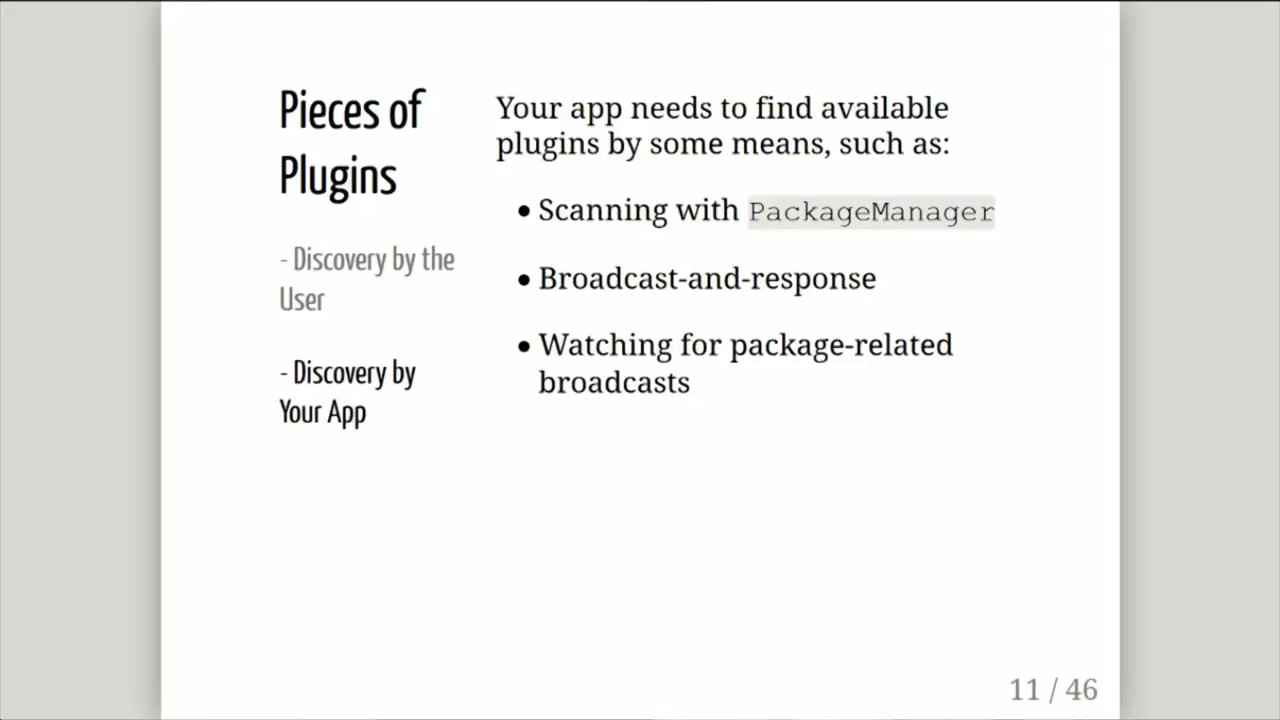 Pieces of
Plugins
- Discovery by the
User
- Discovery by
Your App
Your app needs to find available
plugins by some means, such as:
• Scanning with PackageManager
• Broadcast-and-response
• Watching for package-related
broadcasts
11 / 46